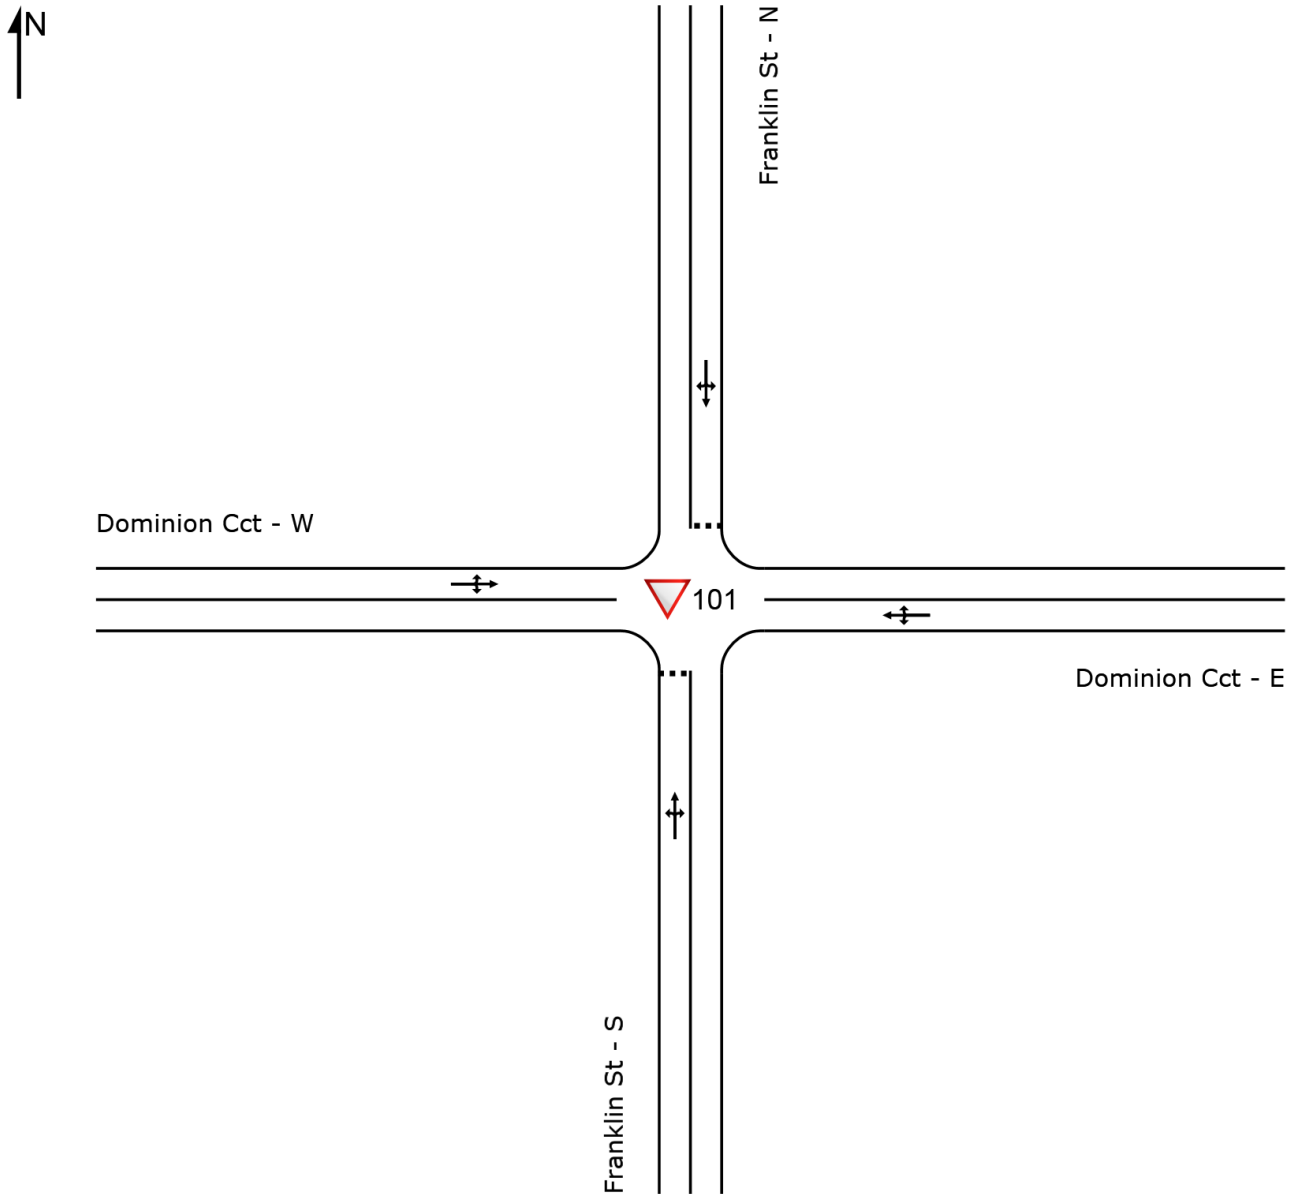 N
Franklin St - N
Dominion Cct - W
101
Dominion Cct - E
Franklin St - S